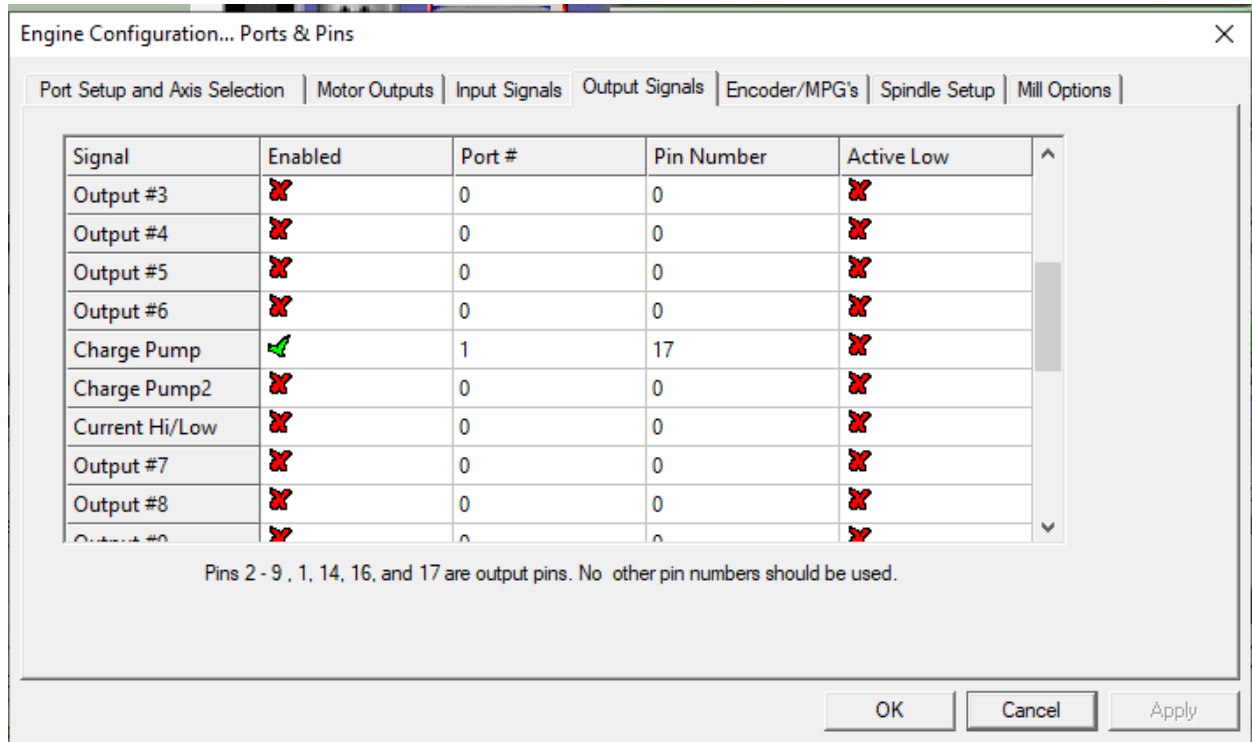 Engine Configuration... Ports & Pins
Port Setup and Axis Selection Motor Outputs Input Signals Output Signals Encoder/MPG's Spindle Setup Mill Options
Signal Enabled Port # Pin Number Active Low
Output #3 0 0
Output #4 0 0
Output #5 0 0
Output #6 0 0
Charge Pump 1 17
Charge Pump2 0 0
Current Hi/Low 0 0
Output #7 0 0
Output #8 0 0
Pins 2 - 9 , 1, 14, 16, and 17 are output pins. No other pin numbers should be used.
OK Cancel Apply